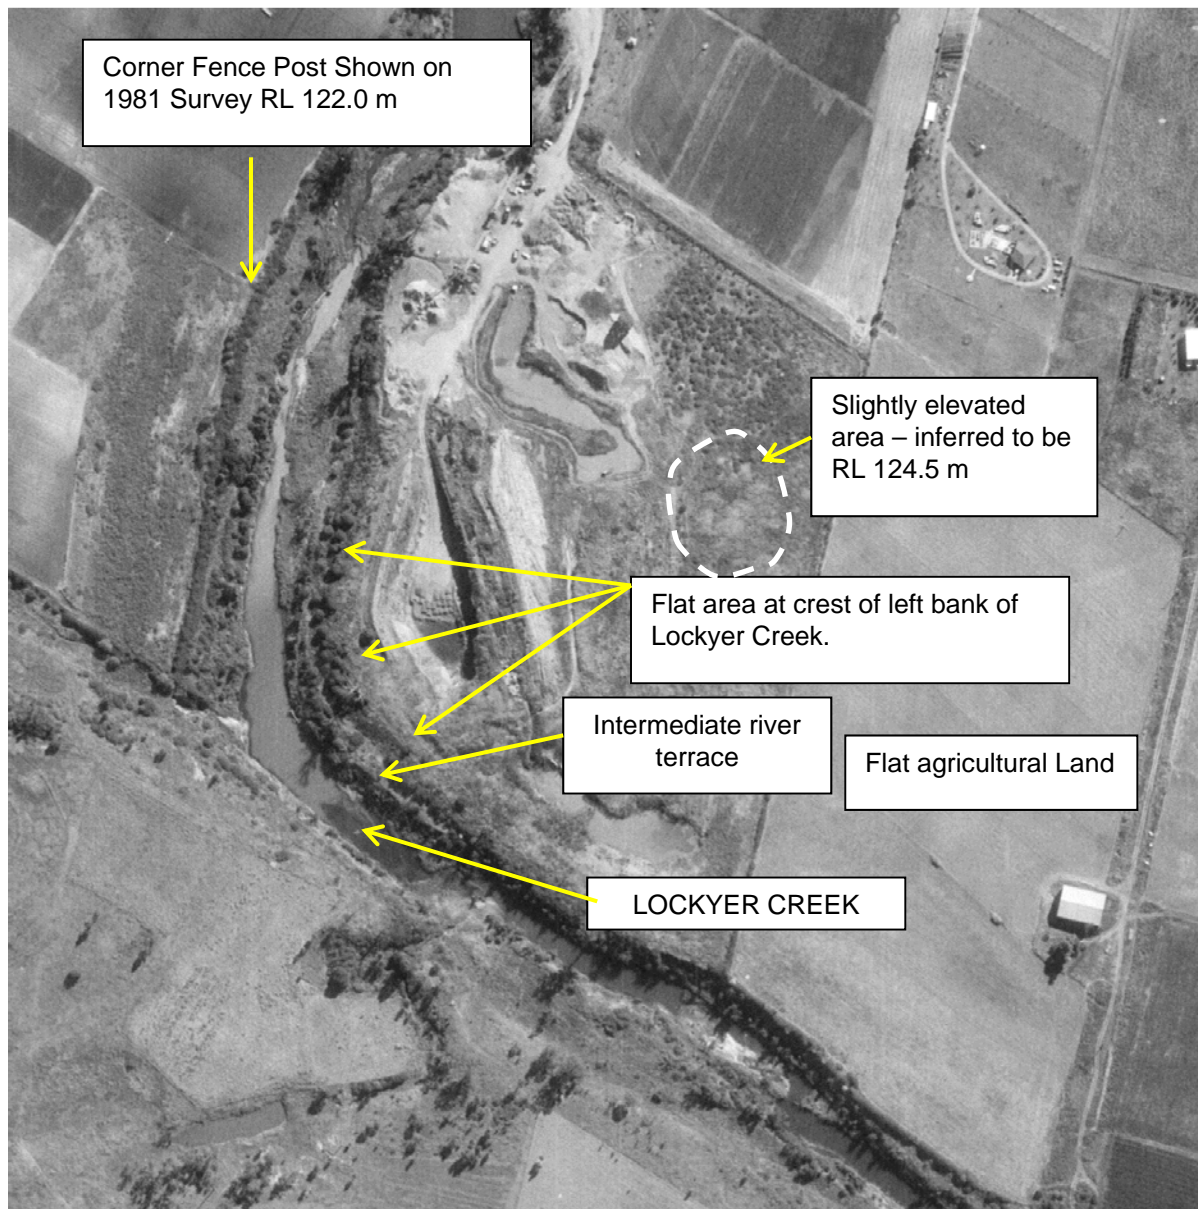 Corner Fence Post Shown on
1981 Survey RL 122.0 m
Slightly elevated
area – inferred to be
RL 124.5 m
Flat area at crest of left bank of
Lockyer Creek.
Intermediate river
terrace
Flat agricultural Land
LOCKYER CREEK